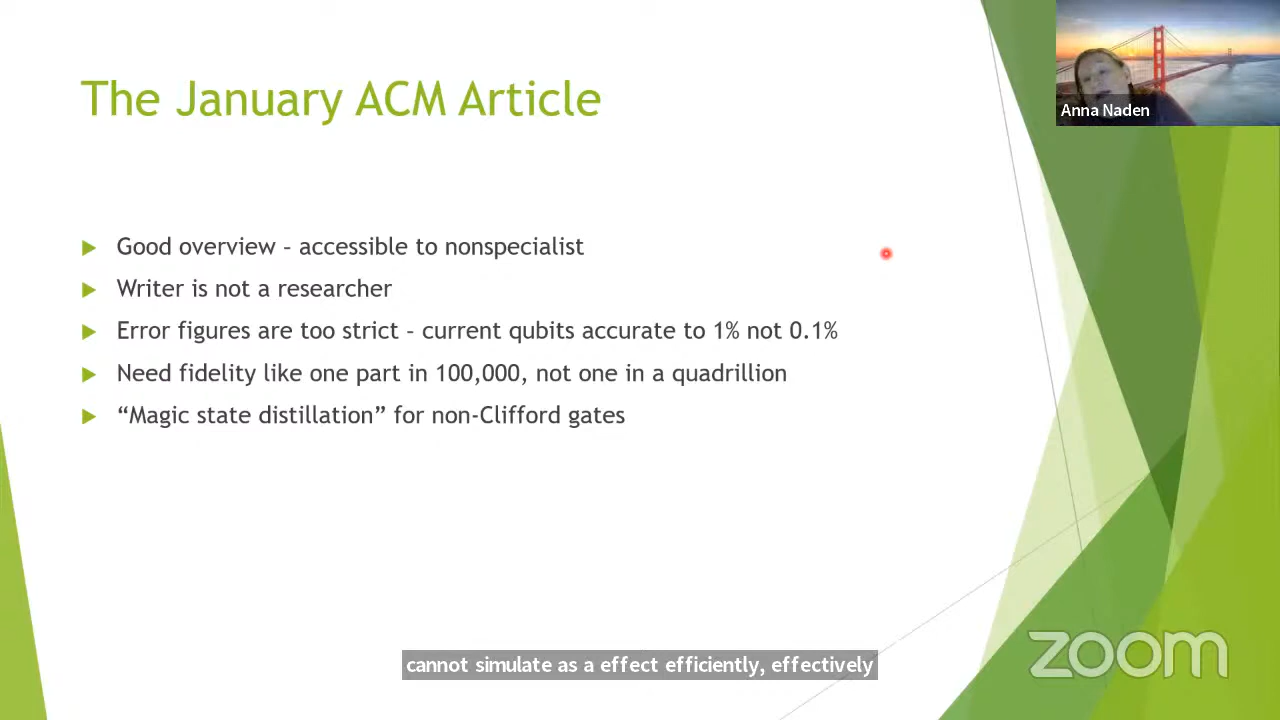 The January ACM Article
Anna Naden
Good overview – accessible to nonspecialist
Writer is not a researcher
Error figures are too strict – current qubits accurate to 1% not 0.1%
Need fidelity like one part in 100,000, not one in a quadrillion
“Magic state distillation” for non-Clifford gates
cannot simulate as a effect efficiently, effectively
zoom